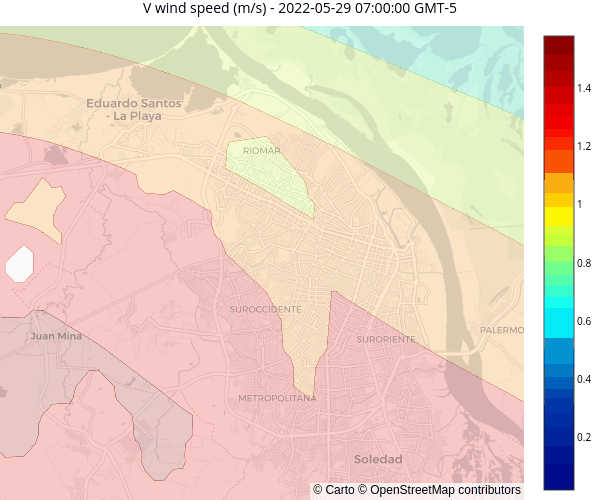 V wind speed (m/s) - 2022-05-29 07:00:00 GMT-5
Eduardo Santos
- La Playa
RIOMAR
SUROCCIDENTE
PALERMO
Juan Mina
SURORIENTE
METROPOLITANA
Soledad
© Carto © OpenStreetMap contributors
1.4
1.2
1
0.8
0.6
0.4
0.2